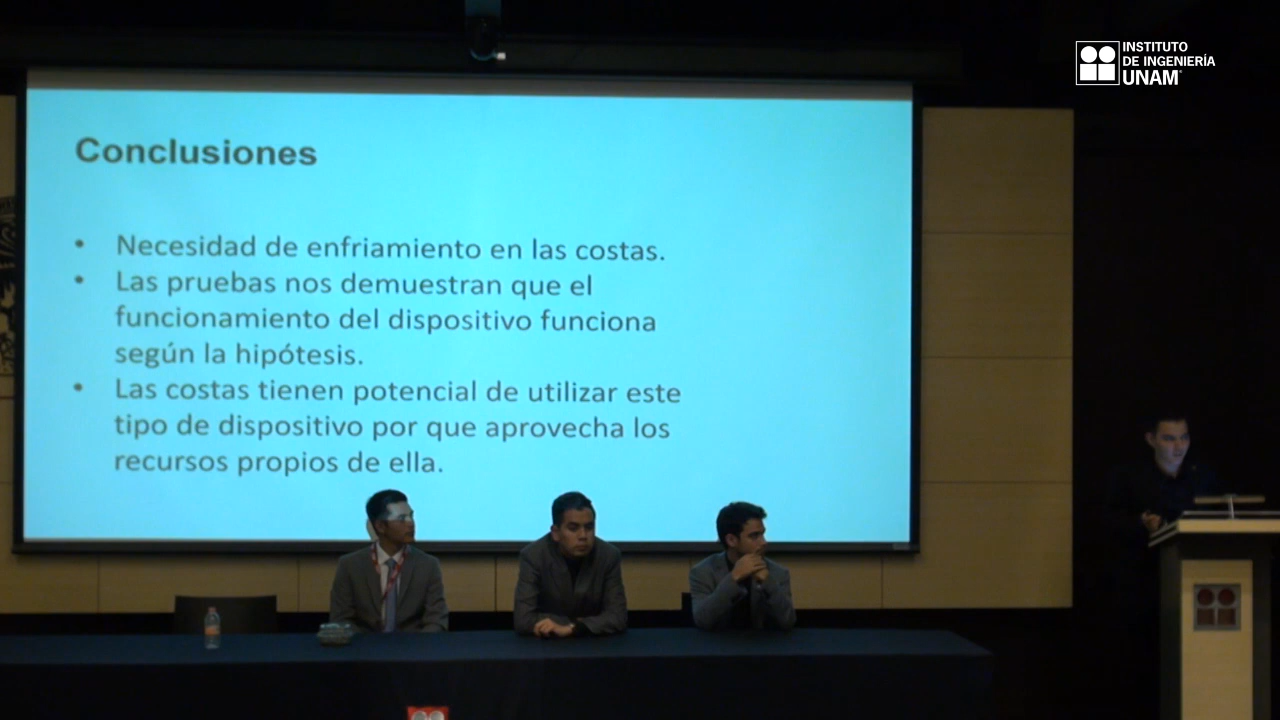 INSTITUTO
DE INGENIERÍA
UNAM
Conclusiones
• Necesidad de enfriamiento en las costas.
• Las pruebas nos demuestran que el
funcionamiento del dispositivo funciona
según la hipótesis.
• Las costas tienen potencial de utilizar este
tipo de dispositivo por que aprovecha los
recursos propios de ella.